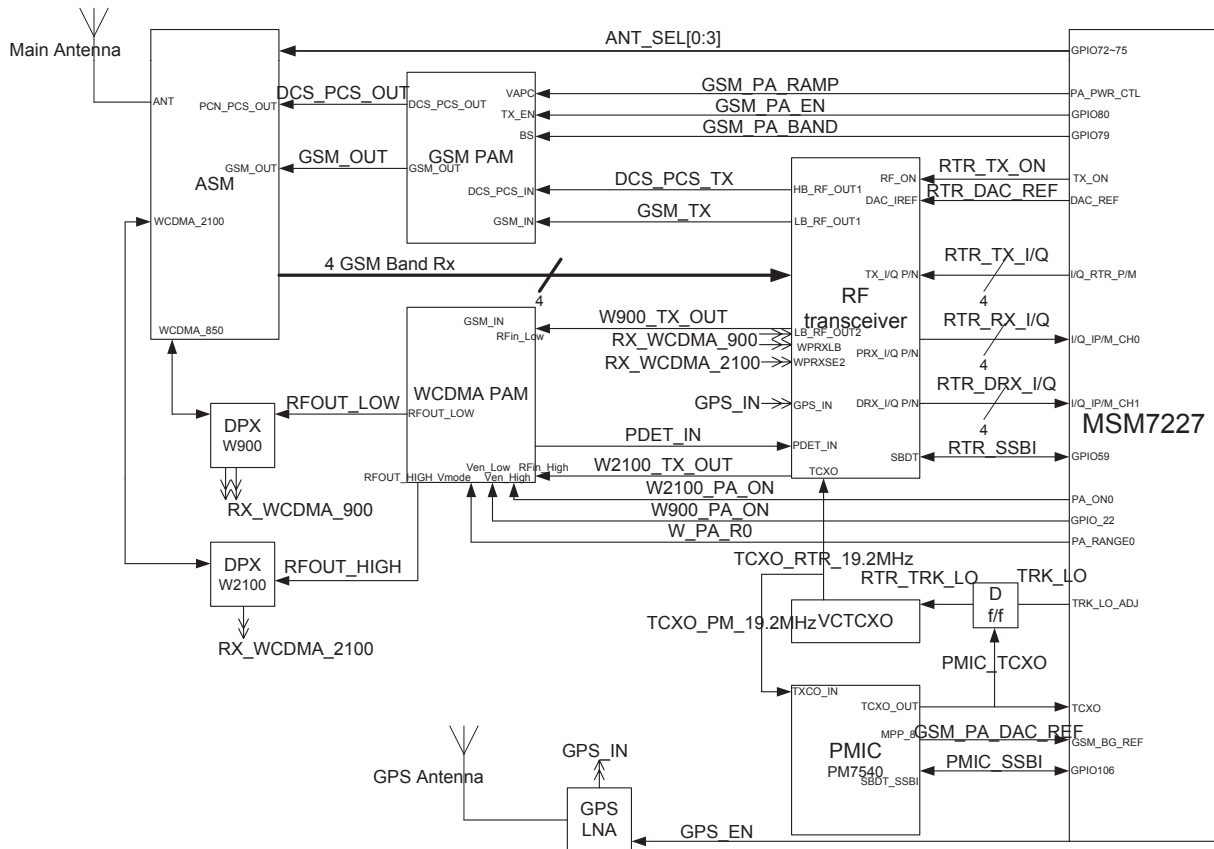 Main Antenna
ANT_SEL[0:3]
GPIO72~75
ANT
PCN_PCS_OUT
DCS_PCS_OUT
DCS_PCS_OUT
VAPC
GSM_PA_RAMP
PA_PWR_CTL
TX_EN
GSM_PA_EN
GPIO80
BS
GSM_PA_BAND
GPIO79
GSM_OUT
GSM_OUT
GSM_OUT
GSM PAM
ASM
DCS_PCS_IN
DCS_PCS_TX
HB_RF_OUT1
RF_ON
RTR_TX_ON
TX_ON
DAC_IREF
RTR_DAC_REF
DAC_REF
WCDMA_2100
GSM_IN
GSM_TX
LB_RF_OUT1
4 GSM Band Rx
4
TX_I/Q P/N
RTR_TX_I/Q
4
I/Q_RTR_P/M
RF
transceiver
WCDMA_850
GSM_IN
RFin_Low
W900_TX_OUT
LB_RF_OUT2
RX_WCDMA_900
WPRXLB
RX_WCDMA_2100
WPRXSE2
PRX_I/Q P/N
RTR_RX_I/Q
4
I/Q_IP/M_CH0
WCDMA PAM
RFOUT_LOW
RFOUT_LOW
GPS_IN
GPS_IN
DRX_I/Q P/N
RTR_DRX_I/Q
4
I/Q_IP/M_CH1
MSM7227
DPX
W900
PDET_IN
PDET_IN
SBDT
RTR_SSBI
GPIO59
Ven_Low
RFin_High
W2100_TX_OUT
TCXO
RFOUT_HIGH
Vmode
Ven_High
RX_WCDMA_900
W2100_PA_ON
PA_ON0
W900_PA_ON
GPIO_22
W_PA_R0
PA_RANGE0
DPX
W2100
RFOUT_HIGH
TCXO_RTR_19.2MHz
RTR_TRK_LO
D
f/f
TRK_LO
TRK_LO_ADJ
TCXO_PM_19.2MHz
VCTCXO
RX_WCDMA_2100
PMIC_TCXO
TXCO_IN
TCXO_OUT
TCXO
MPP_8
GSM_PA_DAC_REF
GSM_BG_REF
PMIC
PM7540
SBDT_SSBI
PMIC_SSBI
GPIO106
GPS Antenna
GPS_IN
GPS
LNA
GPS_EN